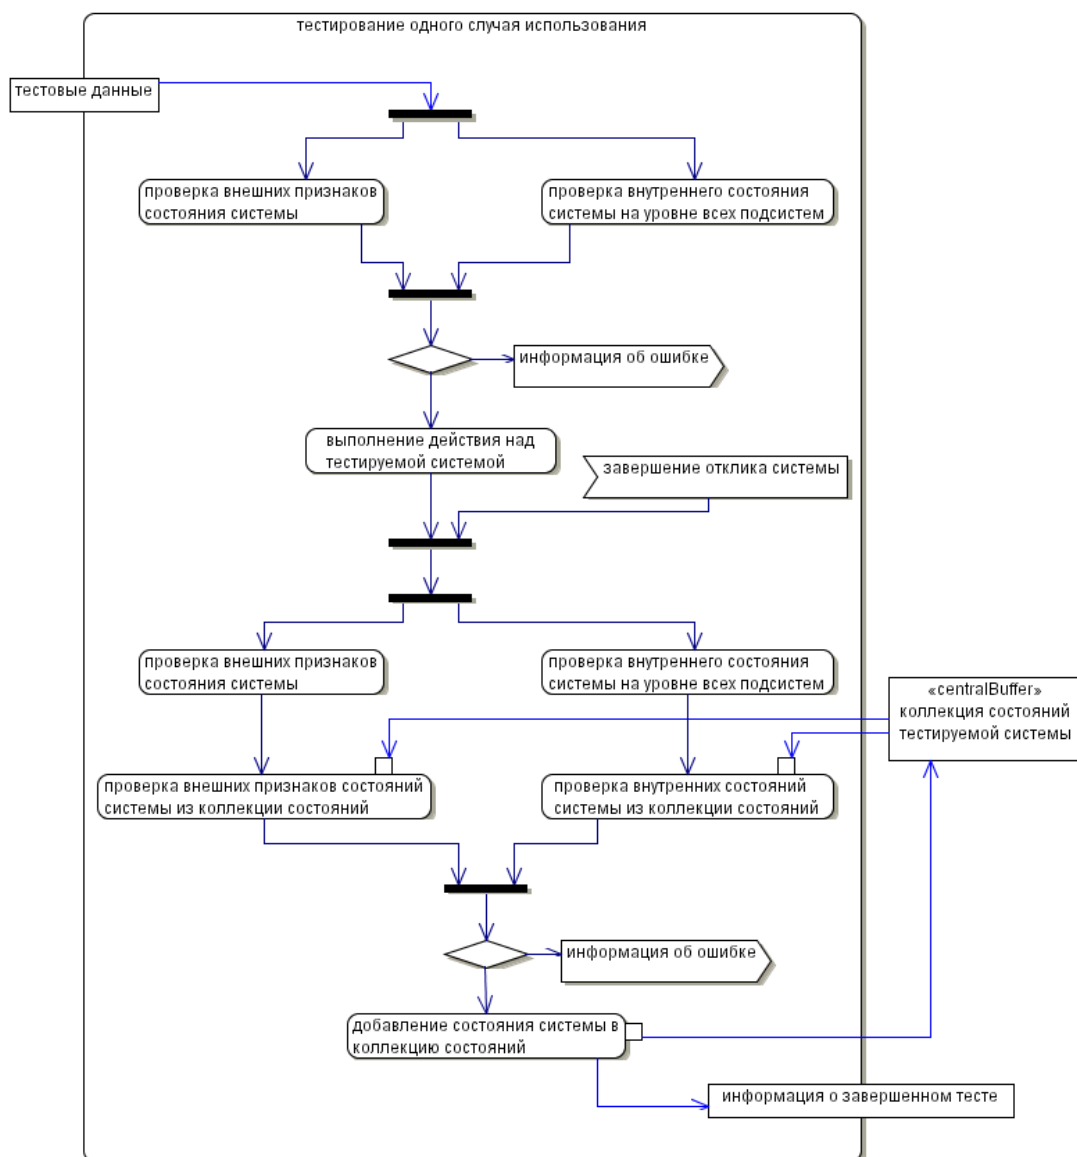 тестирование одного случая использования
тестовые данные
проверка внешних признаков
состояния системы
проверка внутреннего состояния
системы на уровне всех подсистем
информация об ошибке
выполнение действия над
тестируемой системой
завершение отклика системы
проверка внешних признаков
состояния системы
проверка внутреннего состояния
системы на уровне всех подсистем
«centralBuffer»
коллекция состояний
тестируемой системы
проверка внешних признаков состояний
системы из коллекции состояний
проверка внутренних состояний
системы из коллекции состояний
информация об ошибке
добавление состояния системы в
коллекцию состояний
информация о завершенном тесте